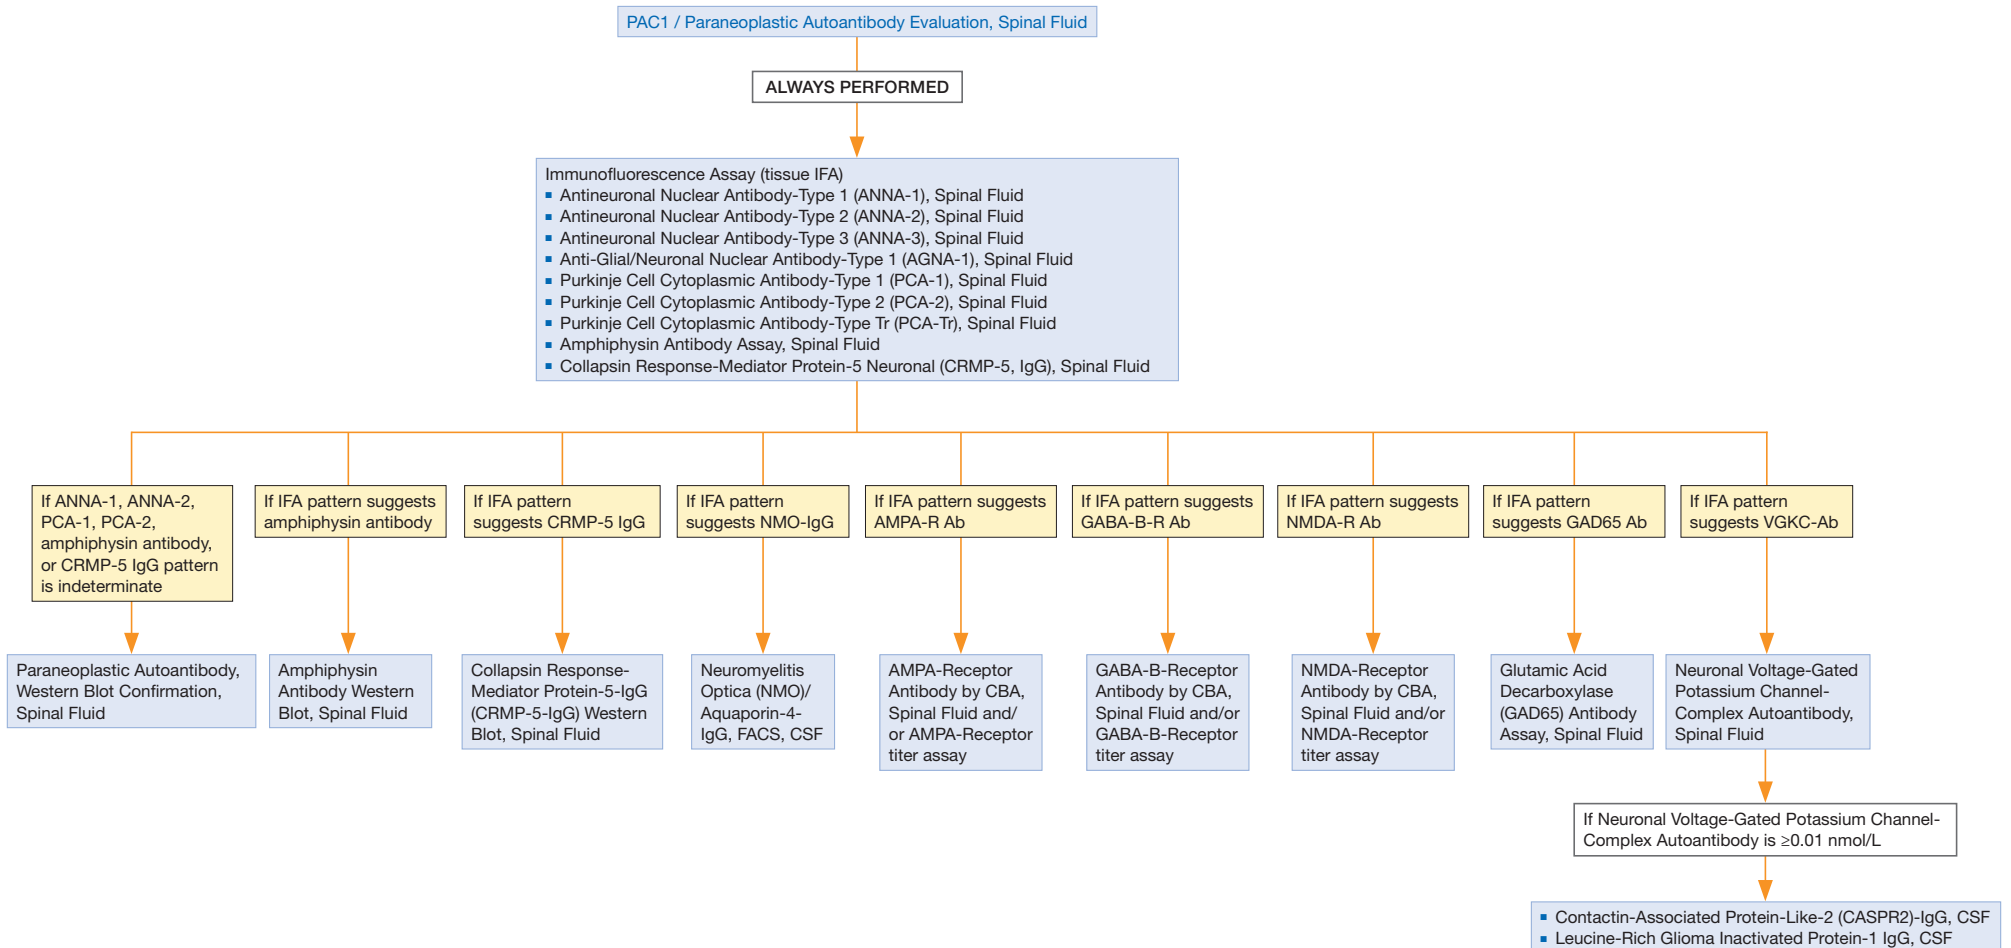 PAC1 / Paraneoplastic Autoantibody Evaluation, Spinal Fluid
ALWAYS PERFORMED
Immunofluorescence Assay (tissue IFA)
▪ Antineuronal Nuclear Antibody-Type 1 (ANNA-1), Spinal Fluid
▪ Antineuronal Nuclear Antibody-Type 2 (ANNA-2), Spinal Fluid
▪ Antineuronal Nuclear Antibody-Type 3 (ANNA-3), Spinal Fluid
▪ Anti-Glial/Neuronal Nuclear Antibody-Type 1 (AGNA-1), Spinal Fluid
▪ Purkinje Cell Cytoplasmic Antibody-Type 1 (PCA-1), Spinal Fluid
▪ Purkinje Cell Cytoplasmic Antibody-Type 2 (PCA-2), Spinal Fluid
▪ Purkinje Cell Cytoplasmic Antibody-Type Tr (PCA-Tr), Spinal Fluid
▪ Amphiphysin Antibody Assay, Spinal Fluid
▪ Collapsin Response-Mediator Protein-5 Neuronal (CRMP-5, IgG), Spinal Fluid
If ANNA-1, ANNA-2,
PCA-1, PCA-2,
amphiphysin antibody,
or CRMP-5 IgG pattern
is indeterminate
If IFA pattern suggests
amphiphysin antibody
If IFA pattern
suggests CRMP-5 IgG
If IFA pattern
suggests NMO-IgG
If IFA pattern suggests
AMPA-R Ab
If IFA pattern suggests
GABA-B-R Ab
If IFA pattern suggests
NMDA-R Ab
If IFA pattern
suggests GAD65 Ab
If IFA pattern
suggests VGKC-Ab
Paraneoplastic Autoantibody,
Western Blot Confirmation,
Spinal Fluid
Amphiphysin
Antibody Western
Blot, Spinal Fluid
Collapsin Response-
Mediator Protein-5-IgG
(CRMP-5-IgG) Western
Blot, Spinal Fluid
Neuromyelitis
Optica (NMO)/
Aquaporin-4-
IgG, FACS, CSF
AMPA-Receptor
Antibody by CBA,
Spinal Fluid and/
or AMPA-Receptor
titer assay
GABA-B-Receptor
Antibody by CBA,
Spinal Fluid and/or
GABA-B-Receptor
titer assay
NMDA-Receptor
Antibody by CBA,
Spinal Fluid and/or
NMDA-Receptor
titer assay
Glutamic Acid
Decarboxylase
(GAD65) Antibody
Assay, Spinal Fluid
Neuronal Voltage-Gated
Potassium Channel-
Complex Autoantibody,
Spinal Fluid
If Neuronal Voltage-Gated Potassium Channel-
Complex Autoantibody is ≥0.01 nmol/L
▪ Contactin-Associated Protein-Like-2 (CASPR2)-IgG, CSF
▪ Leucine-Rich Glioma Inactivated Protein-1 IgG, CSF